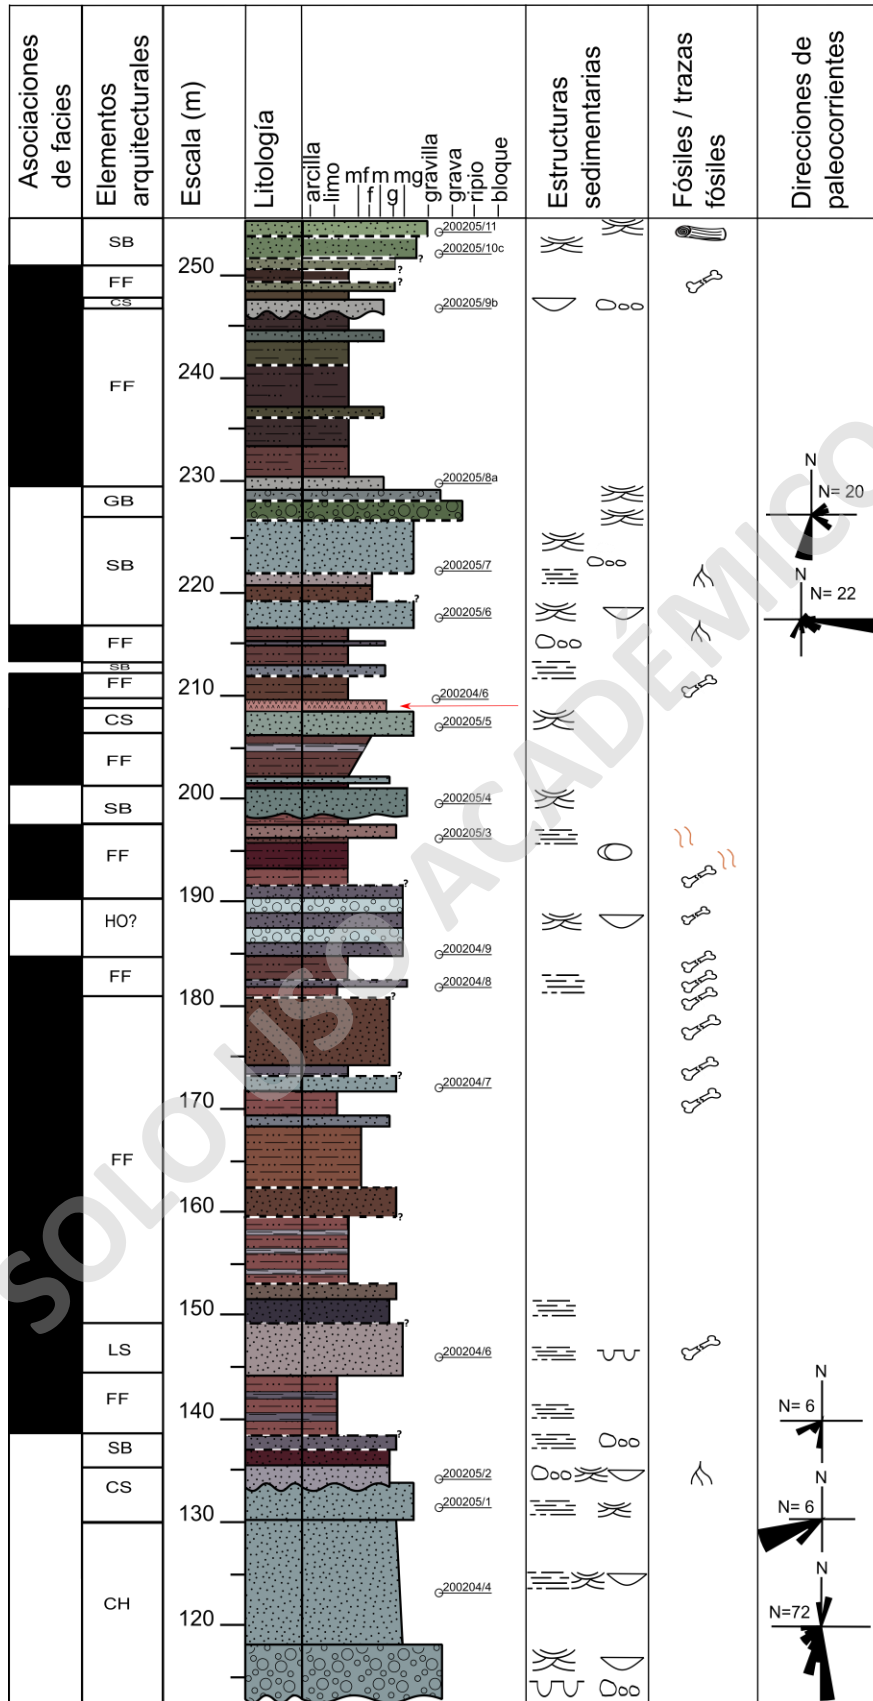 Asociaciones
de facies
Elementos
arquitecturales
Escala (m)
Litología
arcilla
limo
mf
f
m
g
mg
gravilla
grava
ripio
bloque
Estructuras
sedimentarias
Fósiles / trazas
fósiles
Direcciones de
paleocorrientes
SB
200205/11
200205/10c
?
250
FF
?
?
CS
200205/9b
240
FF
230
200205/8a
N
GB
N= 20
SB
220
200205/7
N
N= 22
?
200205/6
FF
SB
FF
210
200204/6
CS
200205/5
FF
200
200205/4
SB
200205/3
FF
190
?
HO?
200204/9
FF
200204/8
180
?
?
200204/7
170
FF
160
?
150
?
LS
200204/6
N
FF
140
N= 6
?
SB
200205/2
N
CS
200205/1
N= 6
130
N
200204/4
CH
N=72
120
SOLO USO ACADÉMICO